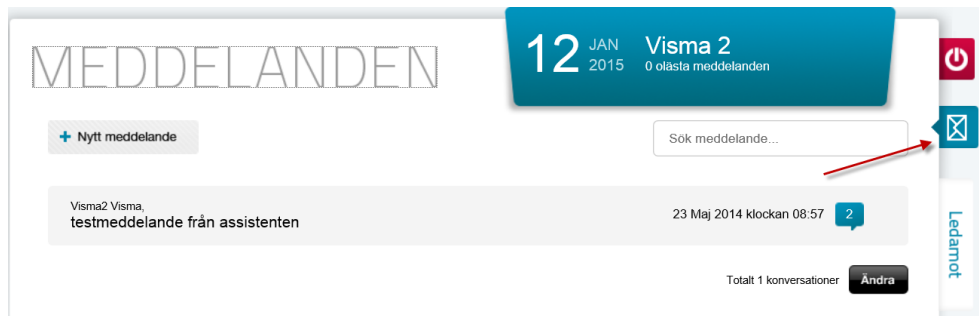 MEDDELANDEN
12 JAN 2015
Visma 2
0 olästa meddelanden
+ Nytt meddelande
Sök meddelande...
Visma2 Visma,
testmeddelande från assistenten
23 Maj 2014 klockan 08:57 2
Totalt 1 konversationer Ändra
Ledamot